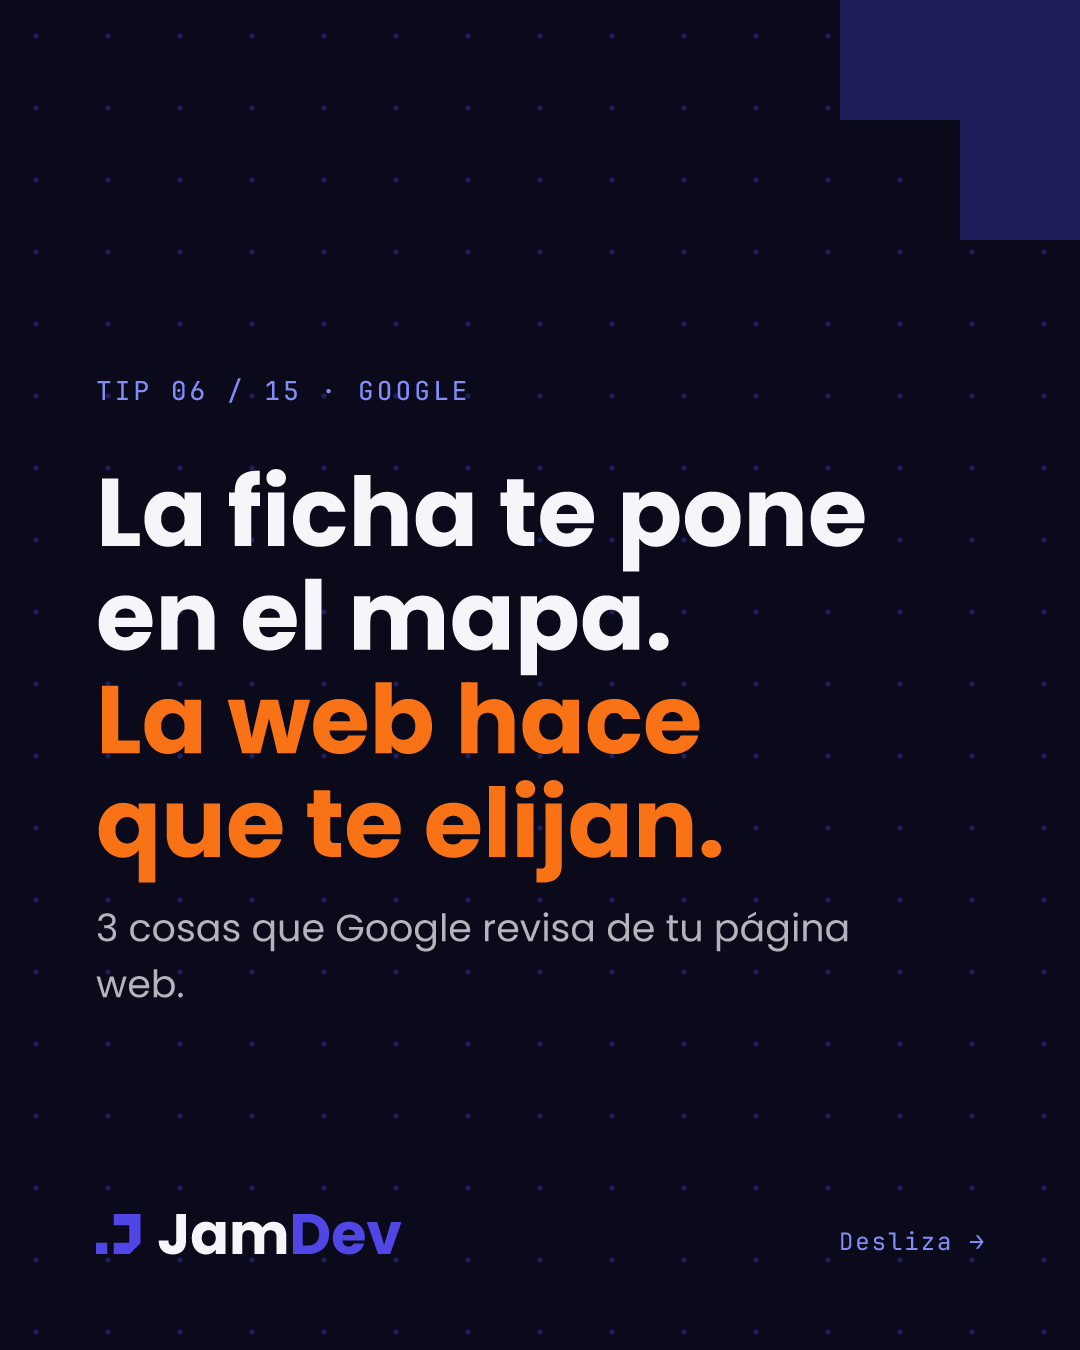 TIP 06 / 15 · GOOGLE
La ficha te pone
en el mapa.
La web hace
que te elijan.
3 cosas que Google revisa de tu página
web.
JamDev
Desliza →